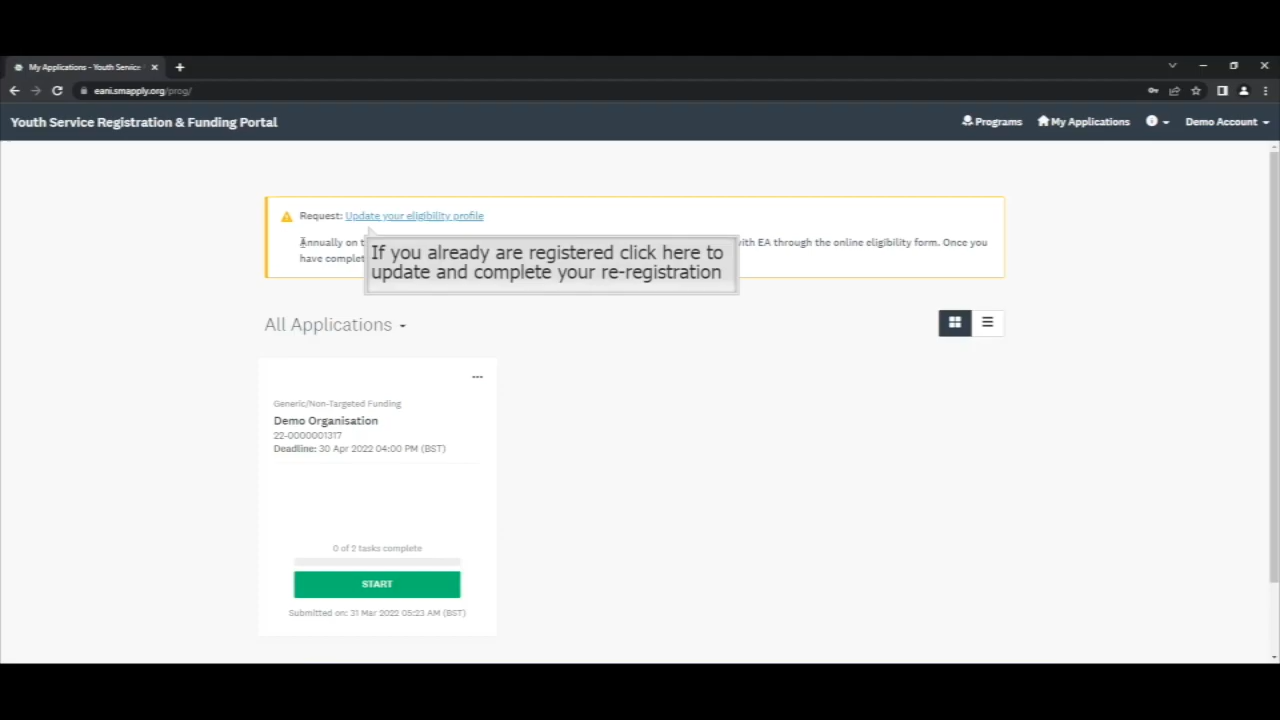 My Applications - Youth Service
eani.smapply.org/prog/
Youth Service Registration & Funding Portal
Programs
My Applications
Demo Account
Request: Update your eligibility profile
Annually on t
ith EA through the online eligibility form. Once you
have complet
If you already are registered click here to
update and complete your re-registration
All Applications
Generic/Non-Targeted Funding
Demo Organisation
22-0000001317
Deadline: 30 Apr 2022 04:00 PM (BST)
0 of 2 tasks complete
START
Submitted on: 31 Mar 2022 05:23 AM (BST)